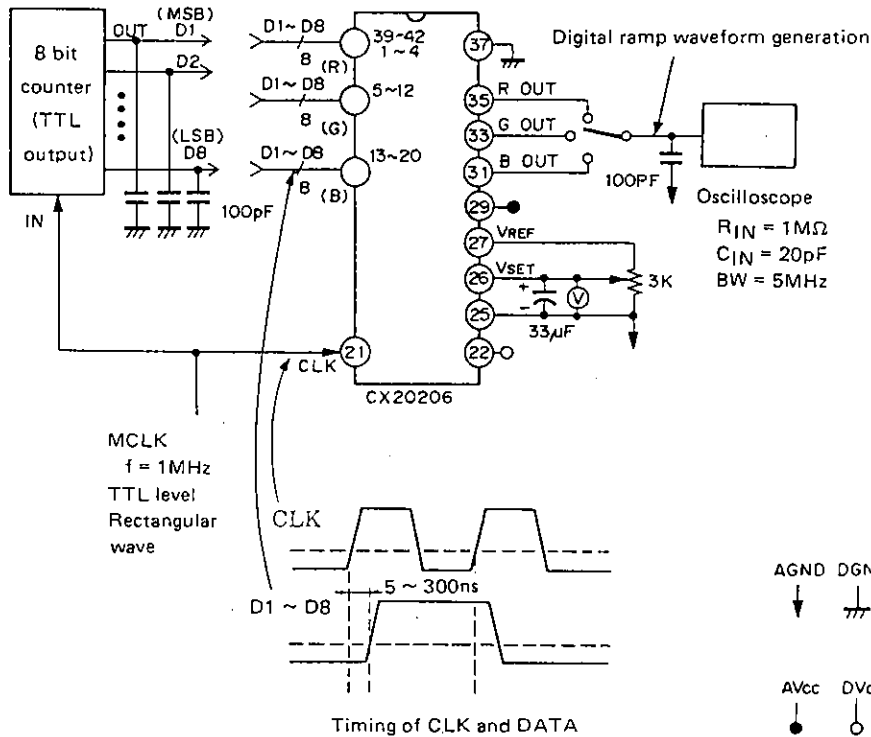 (MSB)
OUT D1
8 bit
counter
(TTL
output)
D2
(LSB)
D8
IN
100pF
D1~D8
8
(R)
39~42
1~4
D1~D8
8
(G)
5~12
D1~D8
8
(B)
13~20
21
CLK
CX20206
37
35
R OUT
33
G OUT
31
B OUT
29
27
VREF
26
VSET
25
22
+
-
33µF
V
3K
Digital ramp waveform generation
100PF
Oscilloscope
RIN = 1MΩ
CIN = 20pF
BW = 5MHz
MCLK
f = 1MHz
TTL level
Rectangular
wave
CLK
5 ~ 300ns
D1 ~ D8
Timing of CLK and DATA
AGND
AVcc